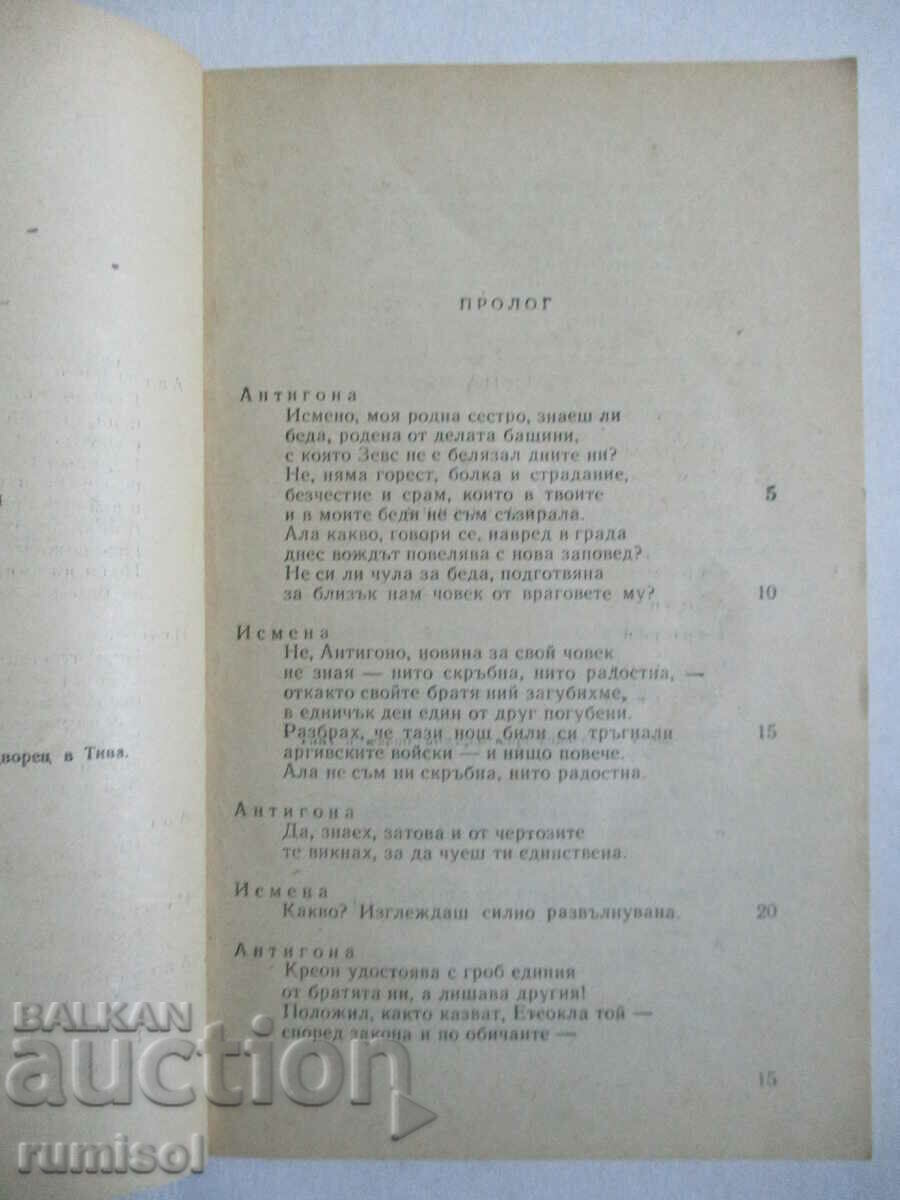 дворец в Тива.
ПРОЛОГ
Антигона
Исмено, моя родна сестро, знаеш ли
беда, родена от делата бащини,
с която Зевс не е белязал дните ни?
Не, няма горест, болка и страдание,
безчестие и срам, които в твоите 5
и в моите беди не съм съзирала.
Ала какво, говори се, навред в града
днес вождът повелява с нова заповед?
Не си ли чула за беда, подготвяна
за близък нам човек от враговете му? 10
Исмена
Не, Антигоно, новина за свой човек
не зная — нито скръбна, нито радостна, —
откакто свойте братя ний загубихме,
в едничък ден един от друг погубени.
Разбрах, че тази нощ били си тръгнали 15
аргивските войски — и нищо повече.
Ала не съм ни скръбна, нито радостна.
Антигона
Да, знаех, затова и от чертозите
те викнах, за да чуеш ти единствена.
Исмена
Какво? Изглеждаш силно развълнувана. 20
Антигона
Креон удостоява с гроб единия
от братята ни, а лишава другия!
Положил, както казват, Етеокла той —
според закона и по обичаите —
15
BALKAN
auction
rumisol